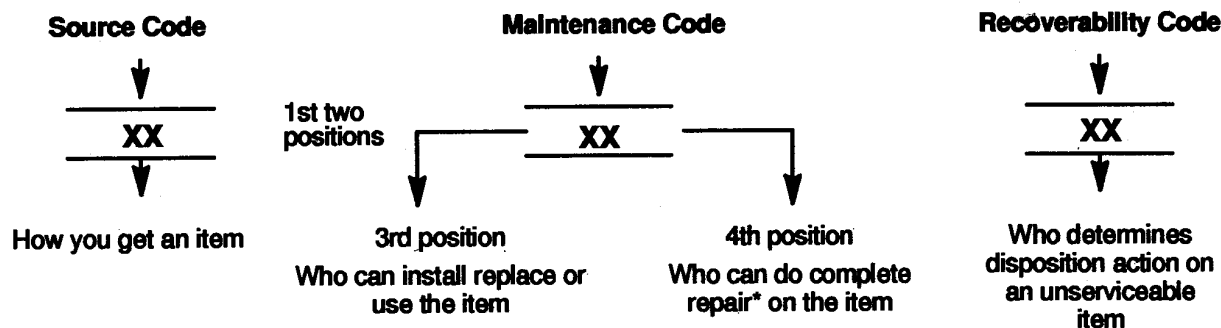 Source Code
Maintenance Code
Recoverability Code
XX
1st two
positions
XX
XX
How you get an item
3rd position
Who can install replace or
use the item
4th position
Who can do complete
repair* on the item
Who determines
disposition action on
an unserviceable
item